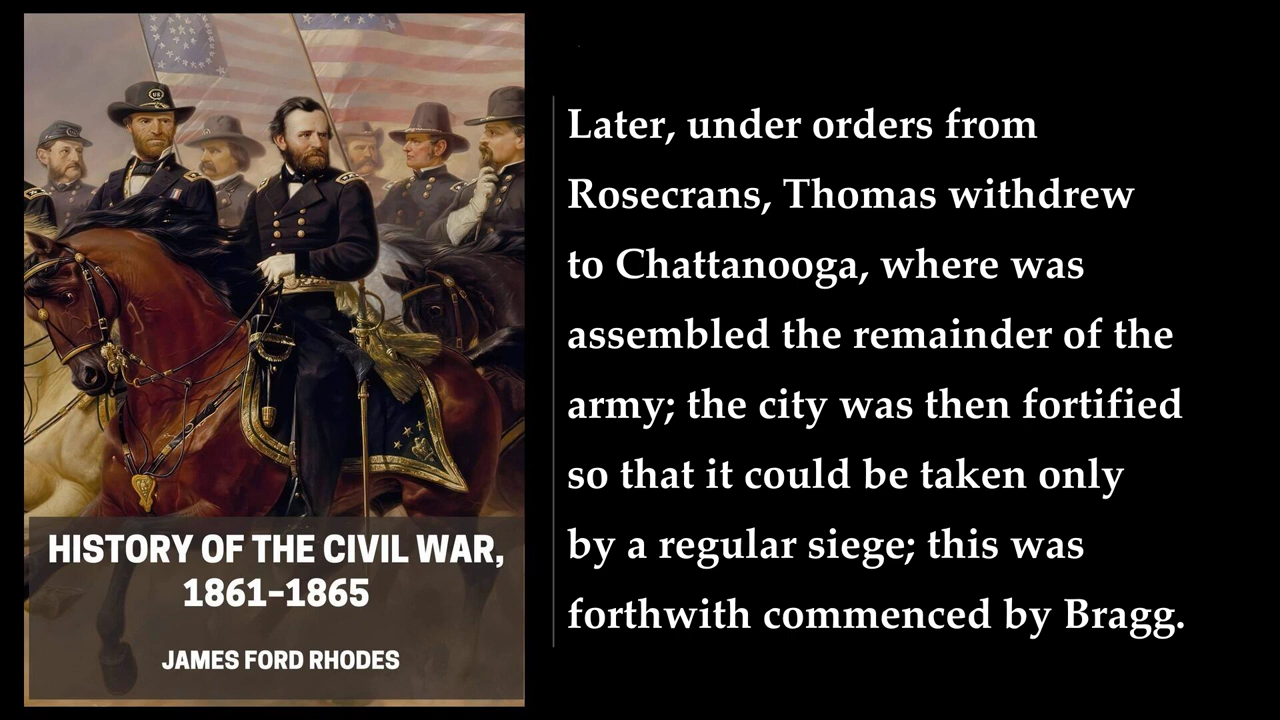 HISTORY OF THE CIVIL WAR,
1861–1865
JAMES FORD RHODES
Later, under orders from
Rosecrans, Thomas withdrew
to Chattanooga, where was
assembled the remainder of the
army; the city was then fortified
so that it could be taken only
by a regular siege; this was
forthwith commenced by Bragg.